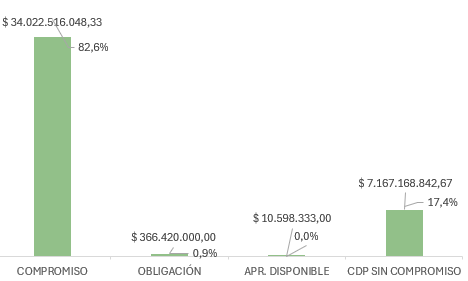 $ 34.022.516.048,33
82,6%
$ 7.167.168.842,67
17,4%
$ 10.598.333,00
0,0%
$ 366.420.000,00
0,9%
COMPROMISO
OBLIGACIÓN
APR. DISPONIBLE
CDP SIN COMPROMISO